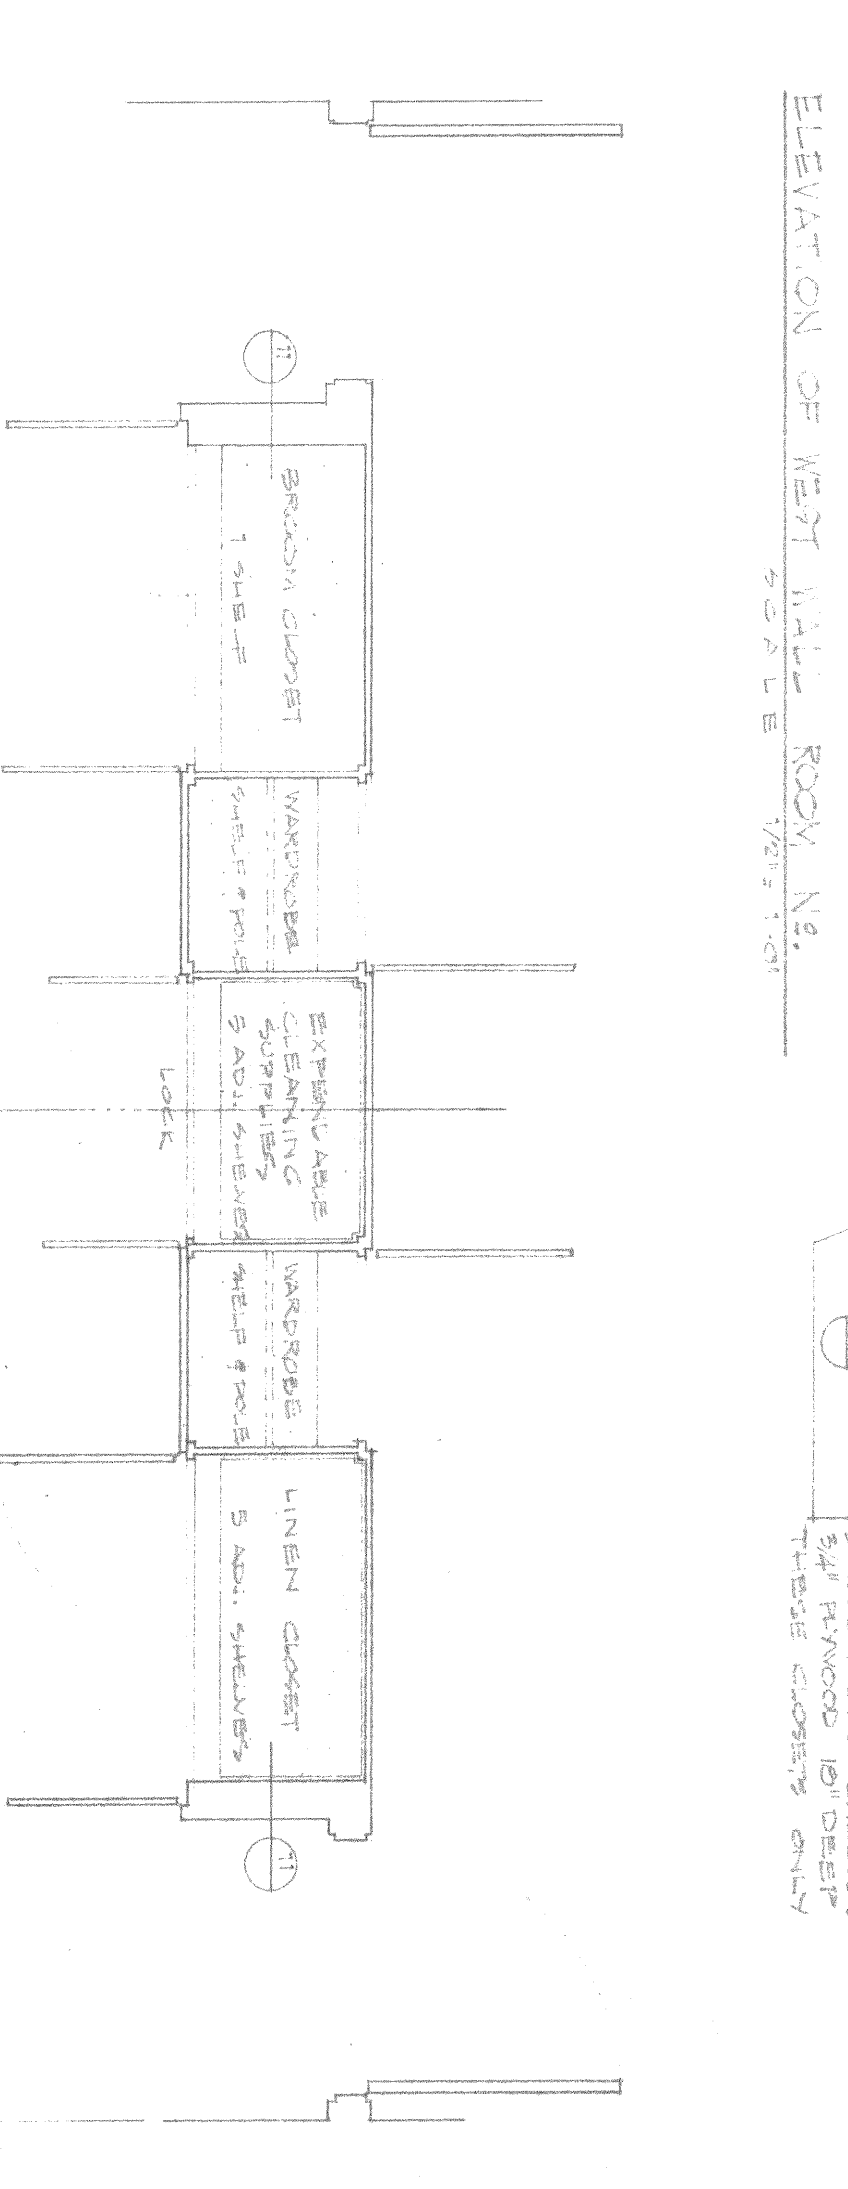 ELEVATION OF WEST WALL ROOM Nº.
SCALE 1/2" = 1'-0"
11
BROOM CLOSET
1 SHELF
WARDROBE
SHELF & POLE
EXPENDABLE
CLEANING
SUPPLIES
5 ADJ. SHELVES
LOCK
WARDROBE
SHELF & POLE
LINEN CLOSET
5 ADJ. SHELVES
11
3/4" PLYWOOD 18" DEEP
THESE CLOSETS ONLY